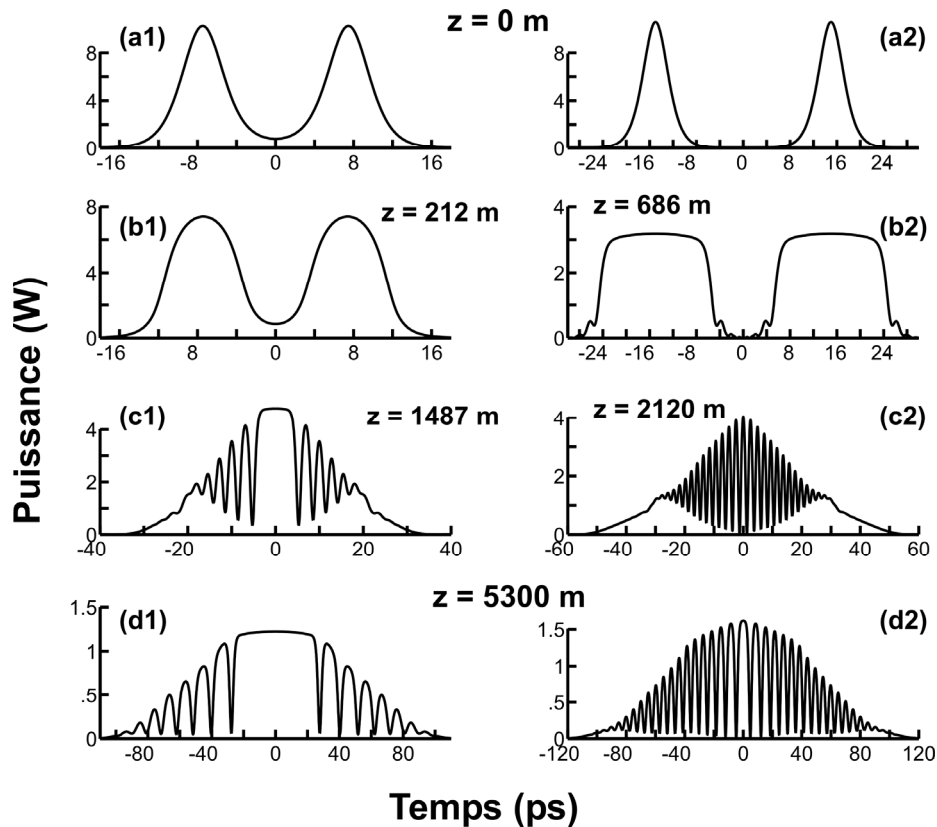 z = 0 m
(a1)
8
4
0
-16 -8 0 8 16
(a2)
8
4
0
-24 -16 -8 0 8 16 24
(b1)
z = 212 m
8
4
0
-16 -8 0 8 16
z = 686 m
(b2)
4
2
0
-24 -16 -8 0 8 16 24
(c1)
z = 1487 m
4
2
0
-40 -20 0 20 40
z = 2120 m
(c2)
4
2
0
-60 -40 -20 0 20 40 60
z = 5300 m
(d1)
1.5
1
.5
0
-80 -40 0 40 80
(d2)
1.5
1
.5
0
-120 -80 -40 0 40 80 120
Puissance (W)
Temps (ps)